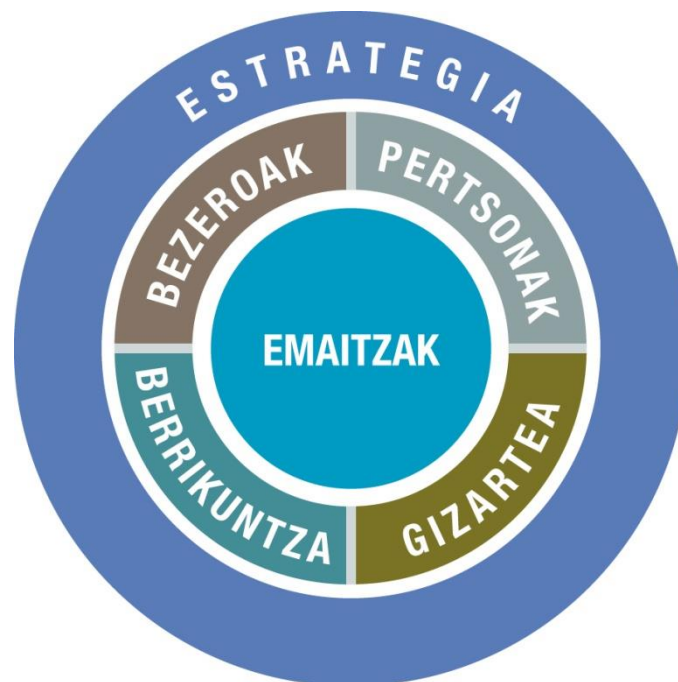 ESTRATEGIA
BEZEROAK
PERTSONAK
EMAITZAK
BERRIKUNTZA
GIZARTEA